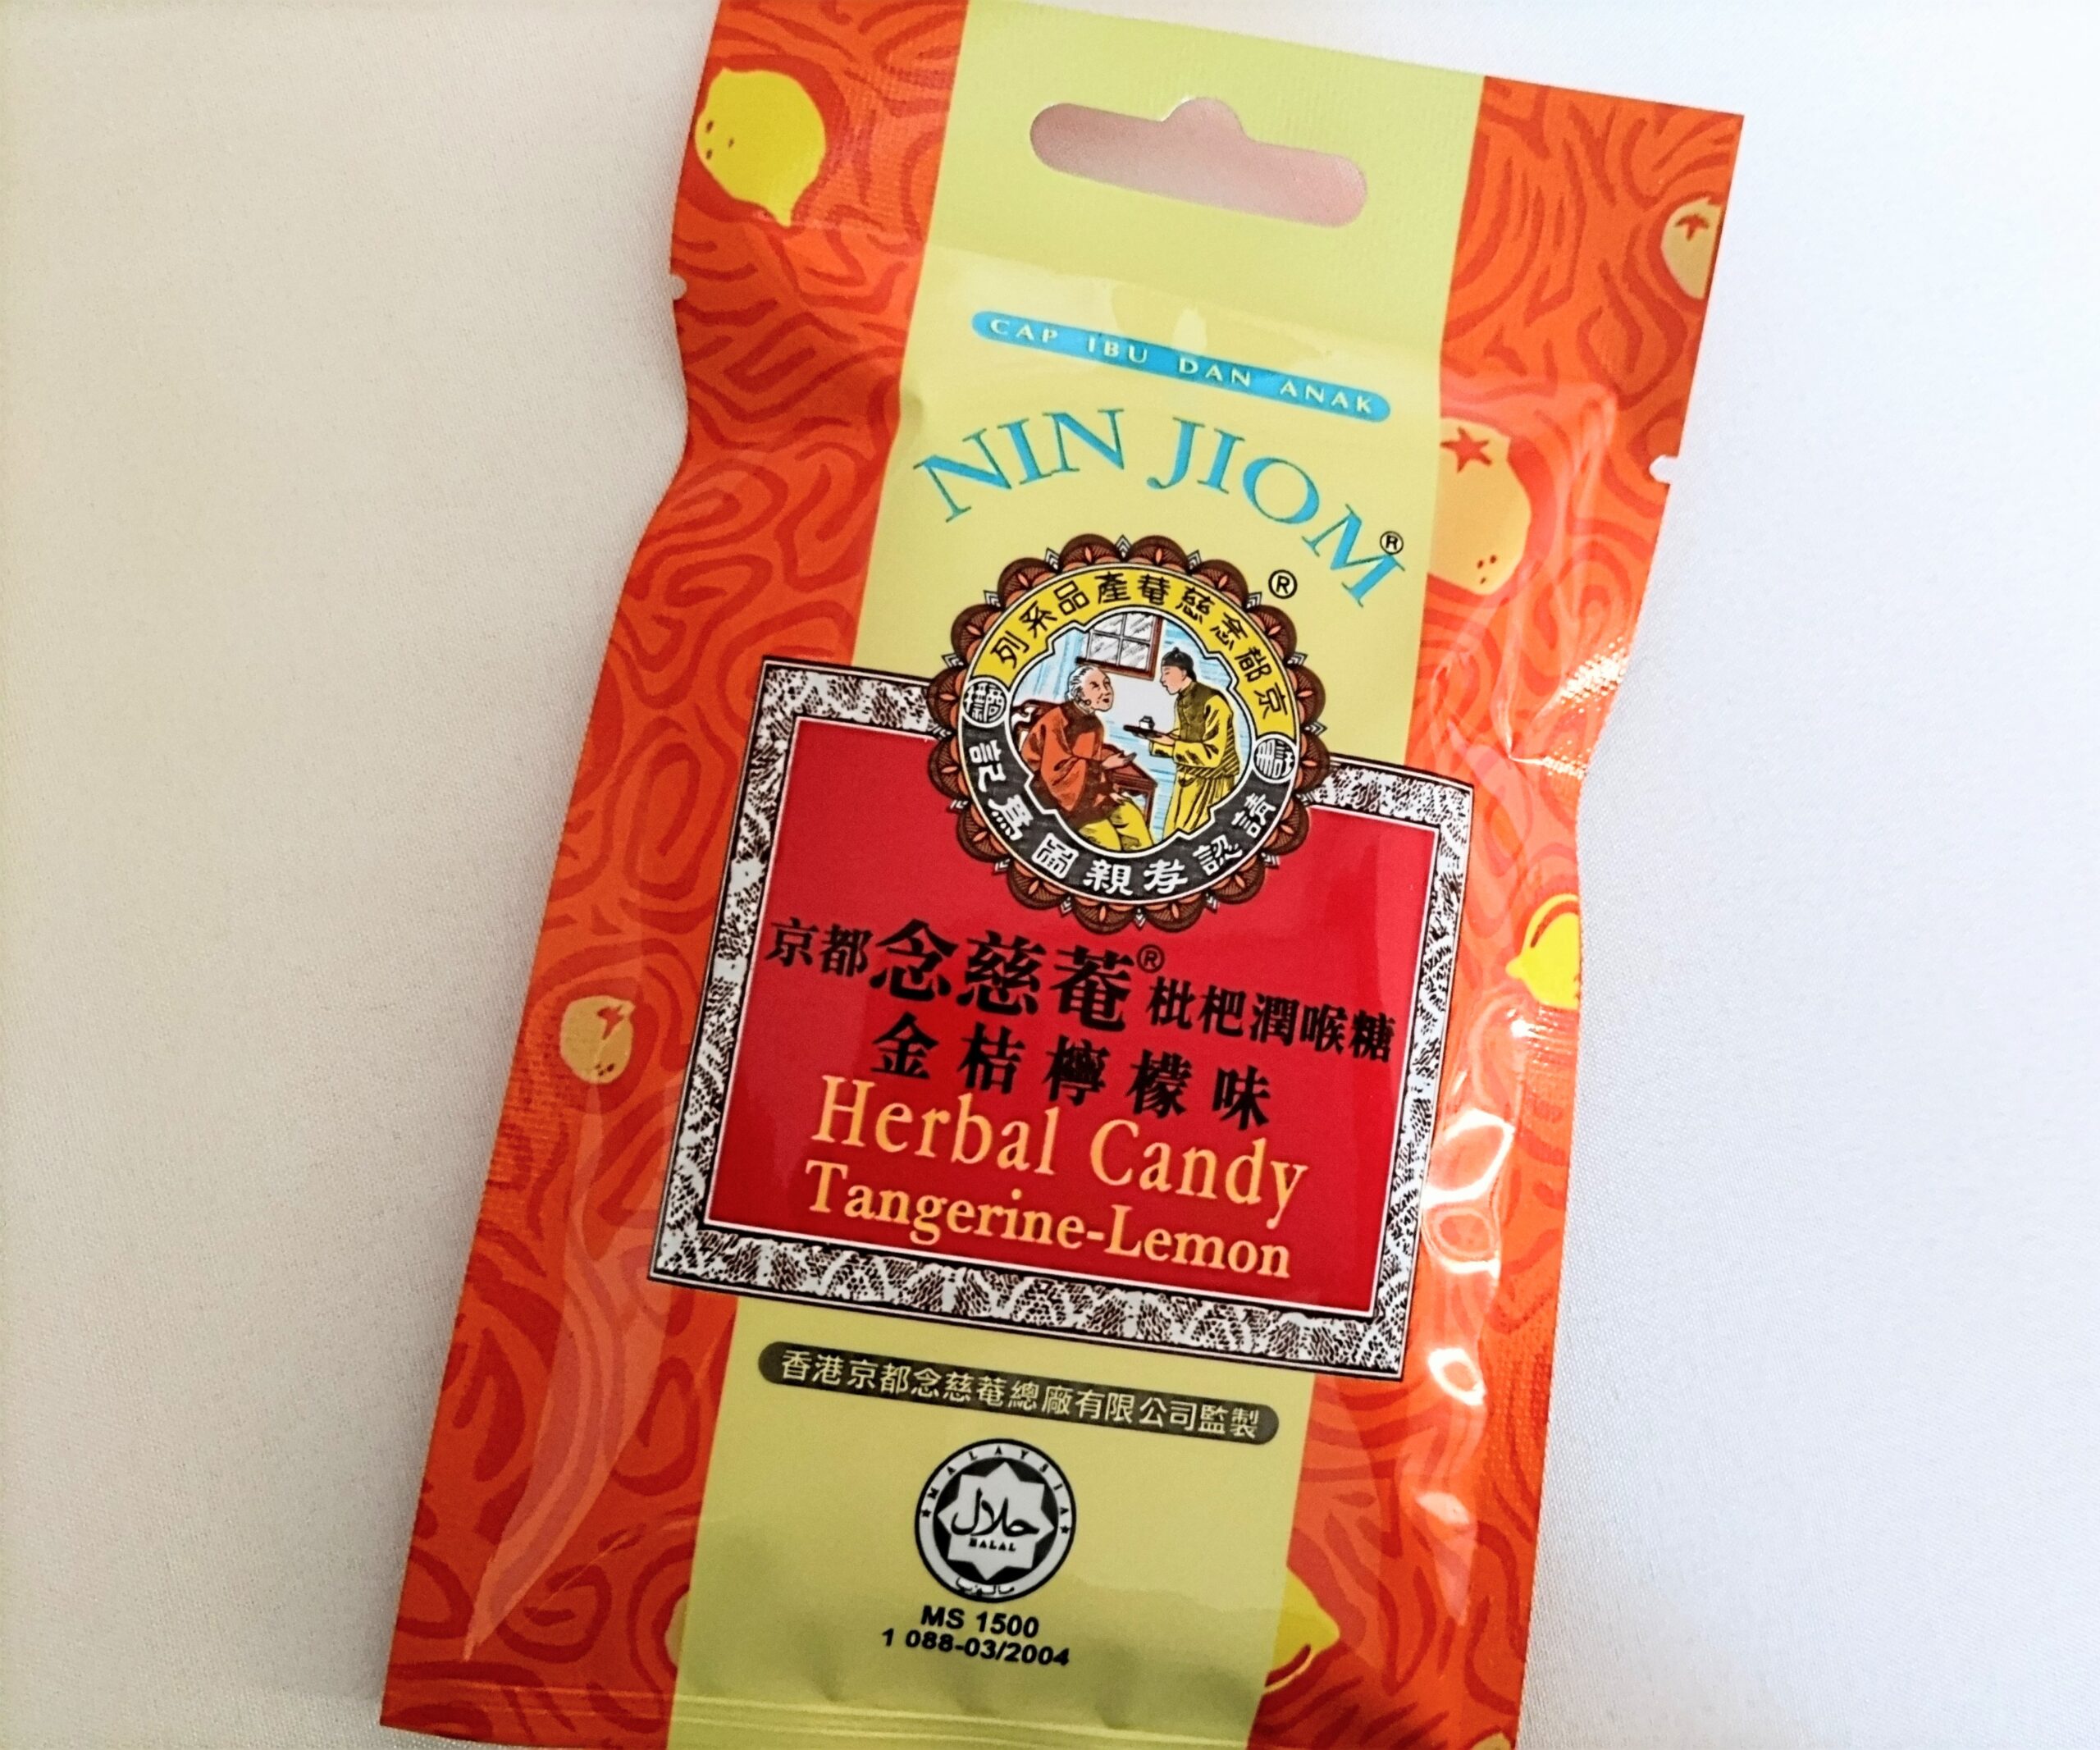 CAP IBU DAN ANAK
NIN JIOM®
®
京都念慈菴產品系列
請認孝親圖為記
京都念慈菴®枇杷潤喉糖
金桔檸檬味
Herbal Candy
Tangerine-Lemon
香港京都念慈菴總廠有限公司監製
MALAYSIA
حلال
HALAL
ماليزيا
MS 1500
1 088-03/2004